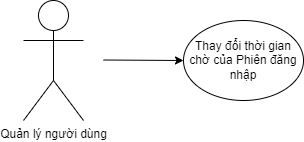 Thay đổi thời gian
chờ của Phiên đăng
nhập
Quản lý người dùng